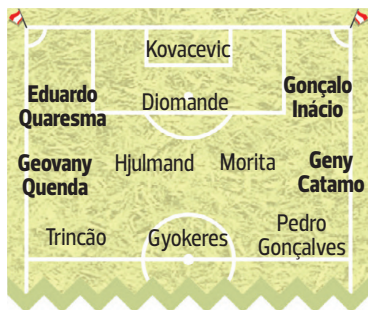 Kovacevic
Eduardo
Quaresma
Diomande
Gonçalo
Inácio
Geovany
Quenda
Hjulmand
Morita
Geny
Catamo
Trincão
Gyokeres
Pedro
Gonçalves